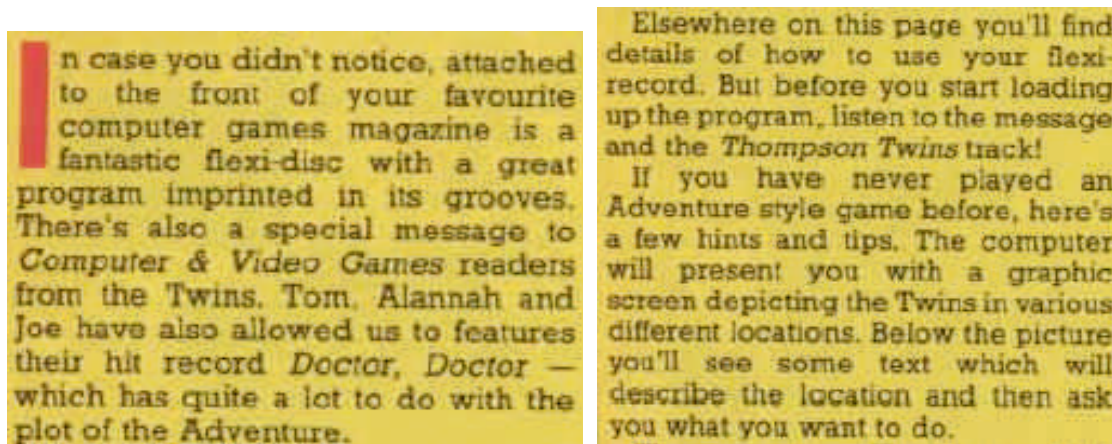 In case you didn't notice, attached
to the front of your favourite
computer games magazine is a
fantastic flexi-disc with a great
program imprinted in its grooves.
There's also a special message to
Computer & Video Games readers
from the Twins. Tom, Alannah and
Joe have also allowed us to features
their hit record Doctor, Doctor —
which has quite a lot to do with the
plot of the Adventure.
Elsewhere on this page you'll find
details of how to use your flexi-
record. But before you start loading
up the program, listen to the message
and the Thompson Twins track!
If you have never played an
Adventure style game before, here's
a few hints and tips. The computer
will present you with a graphic
screen depicting the Twins in various
different locations. Below the picture
you'll see some text which will
describe the location and then ask
you what you want to do.